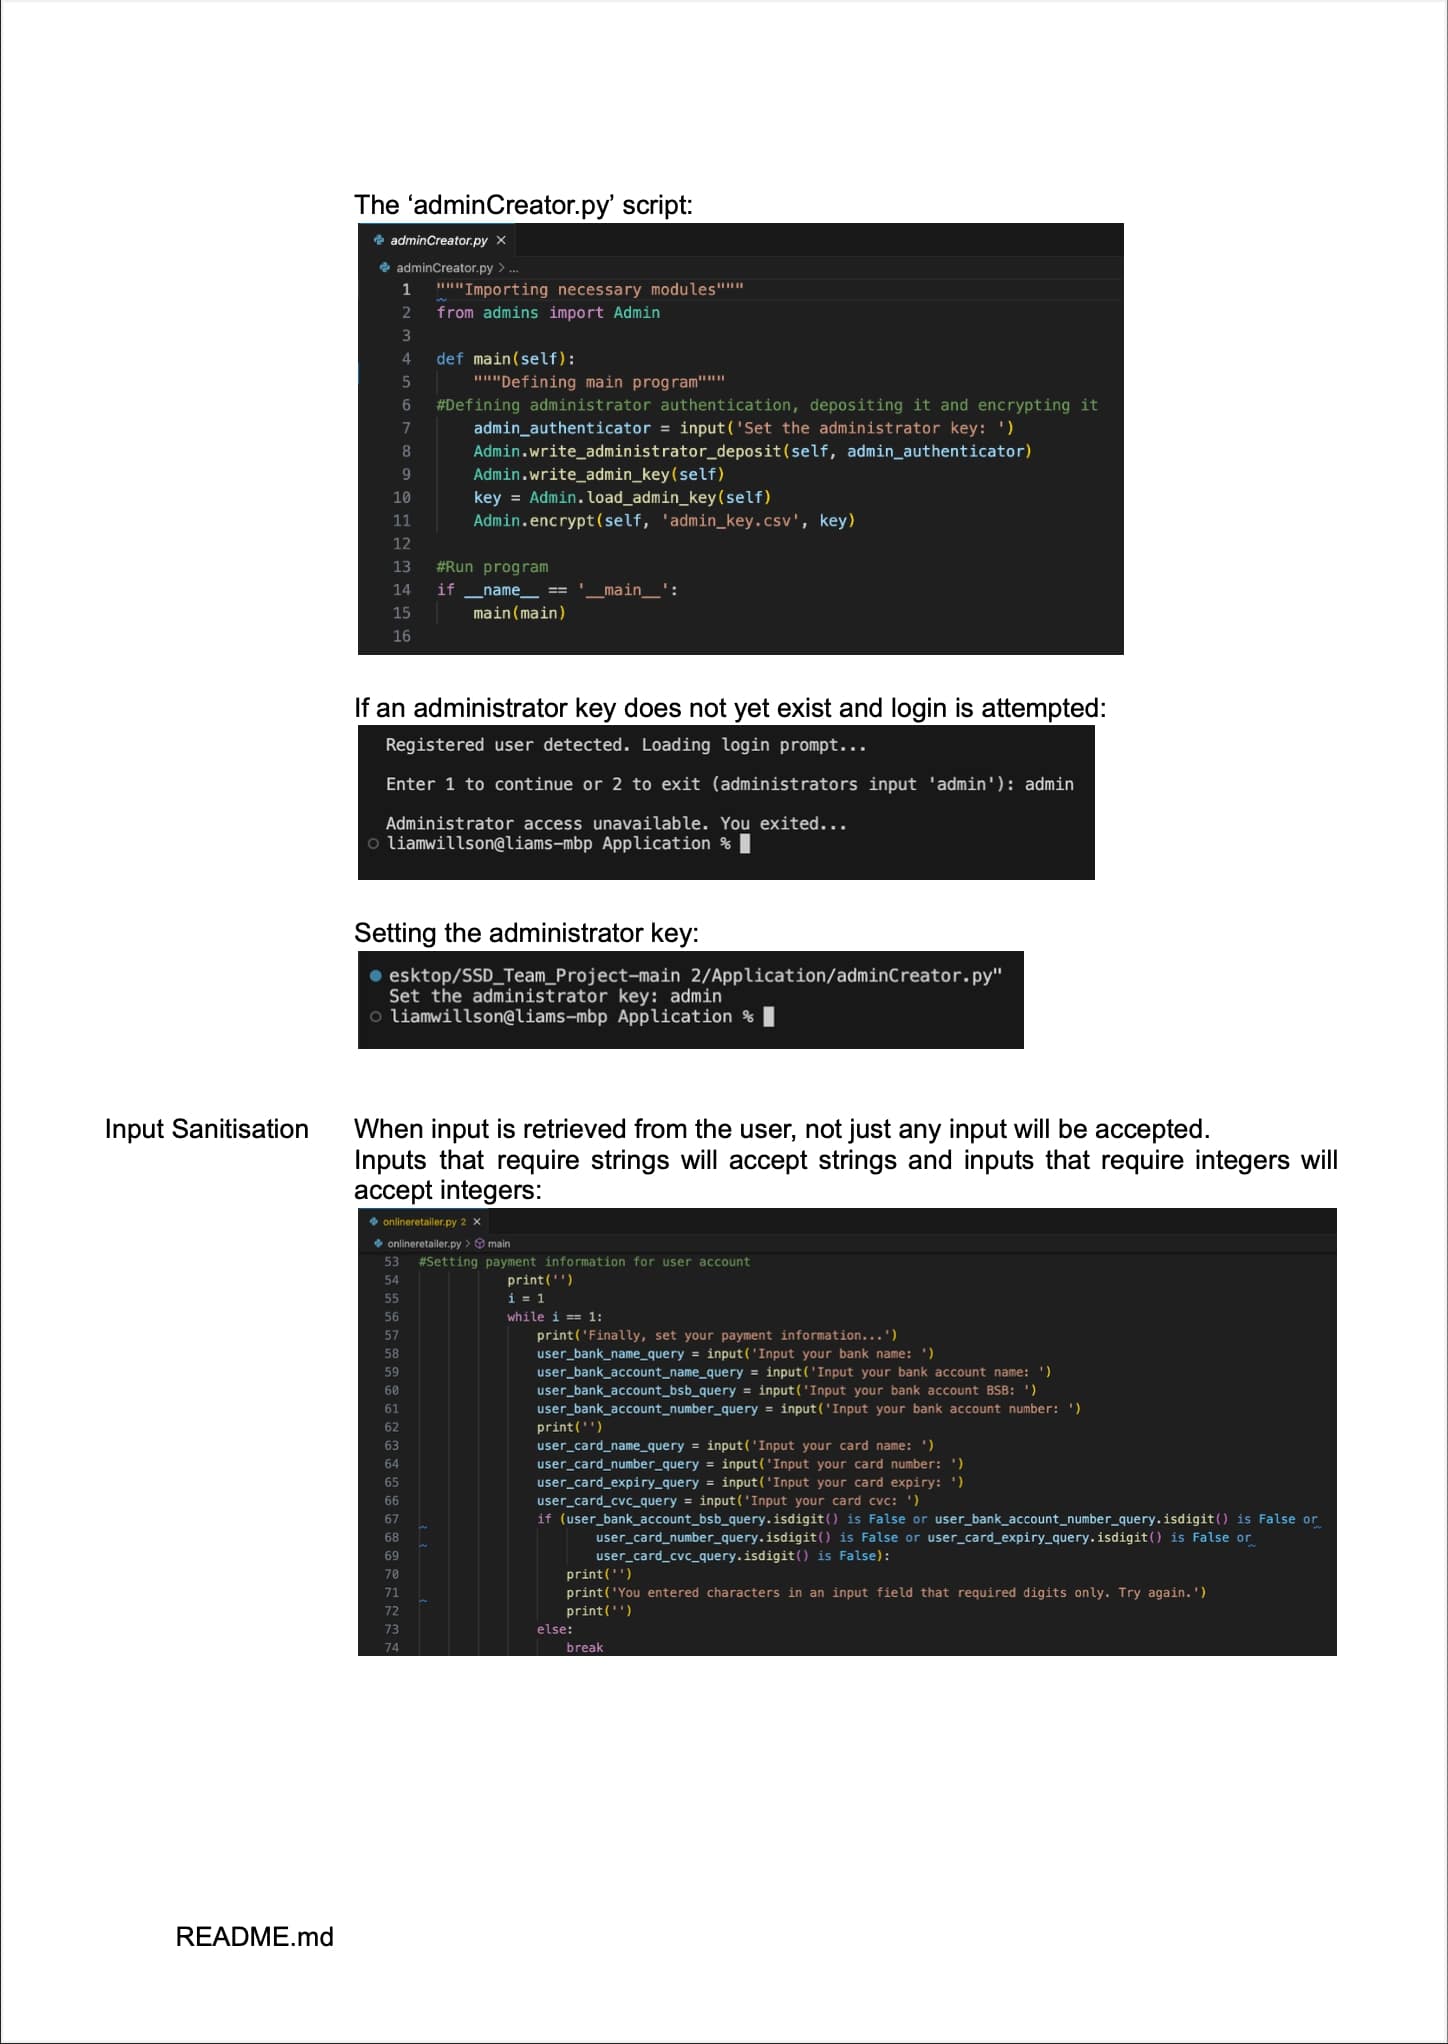 The ‘adminCreator.py’ script:
adminCreator.py ×
adminCreator.py > ...
1 """Importing necessary modules"""
2 from admins import Admin
3
4 def main(self):
5     """Defining main program"""
6 #Defining administrator authentication, depositing it and encrypting it
7     admin_authenticator = input('Set the administrator key: ')
8     Admin.write_administrator_deposit(self, admin_authenticator)
9     Admin.write_admin_key(self)
10     key = Admin.load_admin_key(self)
11     Admin.encrypt(self, 'admin_key.csv', key)
12
13 #Run program
14 if __name__ == '__main__':
15     main(main)
16
If an administrator key does not yet exist and login is attempted:
Registered user detected. Loading login prompt...
Enter 1 to continue or 2 to exit (administrators input 'admin'): admin
Administrator access unavailable. You exited...
liamwillson@liams-mbp Application %
Setting the administrator key:
esktop/SSD_Team_Project-main 2/Application/adminCreator.py"
Set the administrator key: admin
liamwillson@liams-mbp Application %
Input Sanitisation
When input is retrieved from the user, not just any input will be accepted.
Inputs that require strings will accept strings and inputs that require integers will
accept integers:
onlineretailer.py 2 ×
onlineretailer.py > main
53 #Setting payment information for user account
54             print('')
55             i = 1
56             while i == 1:
57                 print('Finally, set your payment information...')
58                 user_bank_name_query = input('Input your bank name: ')
59                 user_bank_account_name_query = input('Input your bank account name: ')
60                 user_bank_account_bsb_query = input('Input your bank account BSB: ')
61                 user_bank_account_number_query = input('Input your bank account number: ')
62                 print('')
63                 user_card_name_query = input('Input your card name: ')
64                 user_card_number_query = input('Input your card number: ')
65                 user_card_expiry_query = input('Input your card expiry: ')
66                 user_card_cvc_query = input('Input your card cvc: ')
67                 if (user_bank_account_bsb_query.isdigit() is False or user_bank_account_number_query.isdigit() is False or
68                         user_card_number_query.isdigit() is False or user_card_expiry_query.isdigit() is False or
69                         user_card_cvc_query.isdigit() is False):
70                     print('')
71                     print('You entered characters in an input field that required digits only. Try again.')
72                     print('')
73                 else:
74                     break
README.md